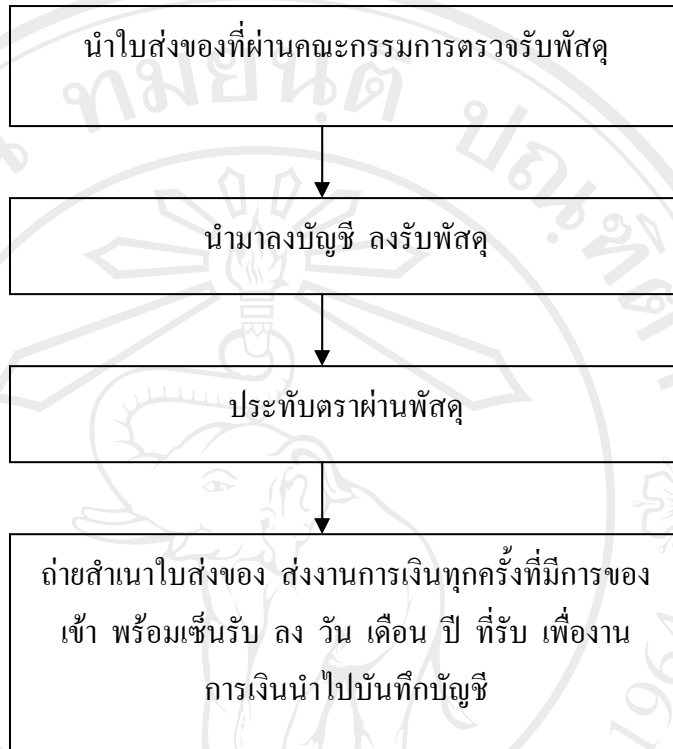 นำใบส่งของที่ผ่านคณะกรรมการตรวจรับพัสดุ
นำมาลงบัญชี ลงรับพัสดุ
ประทับตราผ่านพัสดุ
ถ่ายสำเนาใบส่งของ ส่งงานการเงินทุกครั้งที่มีการของ
เข้า พร้อมเซ็นรับ ลง วัน เดือน ปี ที่รับ เพื่องาน
การเงินนำไปบันทึกบัญชี
1964